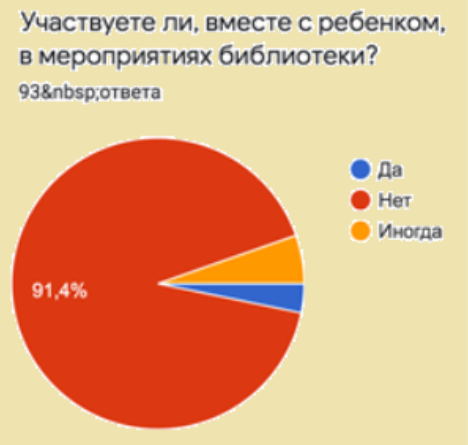 Участвуете ли, вместе с ребенком,
в мероприятиях библиотеки?
93&nbsp;ответа
Да
Нет
Иногда
91,4%